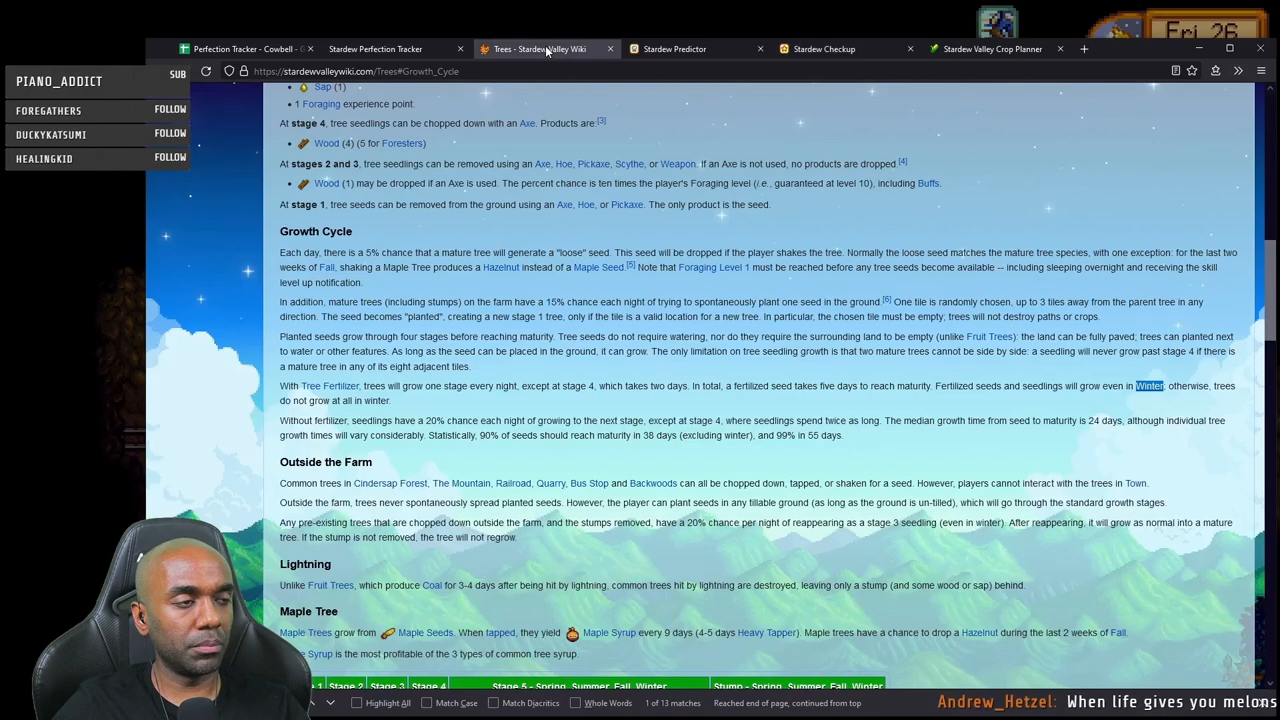 Fri. 26
Perfection Tracker - Cowbell - G
Stardew Perfection Tracker
Trees - Stardew Valley Wiki
Stardew Predictor
Stardew Checkup
Stardew Valley Crop Planner
https://stardewvalleywiki.com/Trees#Growth_Cycle
PIANO_ADDICT SUB
FOREGATHERS FOLLOW
DUCKYKATSUMI FOLLOW
HEALINGKID FOLLOW
• Sap (1)
• 1 Foraging experience point.
At stage 4, tree seedlings can be chopped down with an Axe. Products are:[3]
• Wood (4) (5 for Foresters)
At stages 2 and 3, tree seedlings can be removed using an Axe, Hoe, Pickaxe, Scythe, or Weapon. If an Axe is not used, no products are dropped.[4]
• Wood (1) may be dropped if an Axe is used. The percent chance is ten times the player's Foraging level (i.e., guaranteed at level 10), including Buffs.
At stage 1, tree seeds can be removed from the ground using an Axe, Hoe, or Pickaxe. The only product is the seed.
Growth Cycle
Each day, there is a 5% chance that a mature tree will generate a "loose" seed. This seed will be dropped if the player shakes the tree. Normally the loose seed matches the mature tree species, with one exception: for the last two
weeks of Fall, shaking a Maple Tree produces a Hazelnut instead of a Maple Seed.[5] Note that Foraging Level 1 must be reached before any tree seeds become available -- including sleeping overnight and receiving the skill
level up notification.
In addition, mature trees (including stumps) on the farm have a 15% chance each night of trying to spontaneously plant one seed in the ground.[6] One tile is randomly chosen, up to 3 tiles away from the parent tree in any
direction. The seed becomes "planted", creating a new stage 1 tree, only if the tile is a valid location for a new tree. In particular, the chosen tile must be empty; trees will not destroy paths or crops.
Planted seeds grow through four stages before reaching maturity. Tree seeds do not require watering, nor do they require the surrounding land to be empty (unlike Fruit Trees): the land can be fully paved; trees can planted next
to water or other features. As long as the seed can be placed in the ground, it can grow. The only limitation on tree seedling growth is that two mature trees cannot be side by side: a seedling will never grow past stage 4 if there is
a mature tree in any of its eight adjacent tiles.
With Tree Fertilizer, trees will grow one stage every night, except at stage 4, which takes two days. In total, a fertilized seed takes five days to reach maturity. Fertilized seeds and seedlings will grow even in Winter; otherwise, trees
do not grow at all in winter.
Without fertilizer, seedlings have a 20% chance each night of growing to the next stage, except at stage 4, where seedlings spend twice as long. The median growth time from seed to maturity is 24 days, although individual tree
growth times will vary considerably. Statistically, 90% of seeds should reach maturity in 38 days (excluding winter), and 99% in 55 days.
Outside the Farm
Common trees in Cindersap Forest, The Mountain, Railroad, Quarry, Bus Stop and Backwoods can all be chopped down, tapped, or shaken for a seed. However, players cannot interact with the trees in Town.
Outside the farm, trees never spontaneously spread planted seeds. However, the player can plant seeds in any tillable ground (as long as the ground is un-tilled), which will go through the standard growth stages.
Any pre-existing trees that are chopped down outside the farm, and the stumps removed, have a 20% chance per night of reappearing as a stage 3 seedling (even in winter). After reappearing, it will grow as normal into a mature
tree. If the stump is not removed, the tree will not regrow.
Lightning
Unlike Fruit Trees, which produce Coal for 3-4 days after being hit by lightning, common trees hit by lightning are destroyed, leaving only a stump (and some wood or sap) behind.
Maple Tree
Maple Trees grow from Maple Seeds. When tapped, they yield Maple Syrup every 9 days (4-5 days Heavy Tapper). Maple trees have a chance to drop a Hazelnut during the last 2 weeks of Fall.
Syrup is the most profitable of the 3 types of common tree syrup.
1 Stage 2 Stage 3 Stage 4 Stage 5 - Spring, Summer, Fall, Winter Stump - Spring, Summer, Fall, Winter
Highlight All Match Case Match Diacritics Whole Words 1 of 13 matches Reached end of page, continued from top
Andrew_Hetzel: When life gives you melons